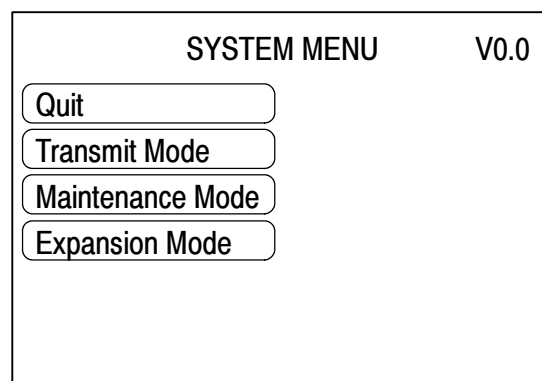 SYSTEM MENU V0.0
Quit
Transmit Mode
Maintenance Mode
Expansion Mode